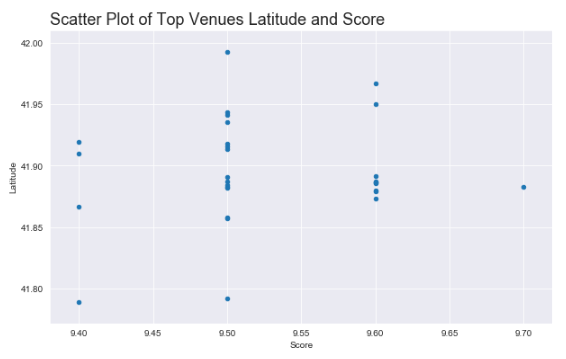 Scatter Plot of Top Venues Latitude and Score
42.00
41.95
41.90
41.85
41.80
Latitude
9.40 9.45 9.50 9.55 9.60 9.65 9.70
Score